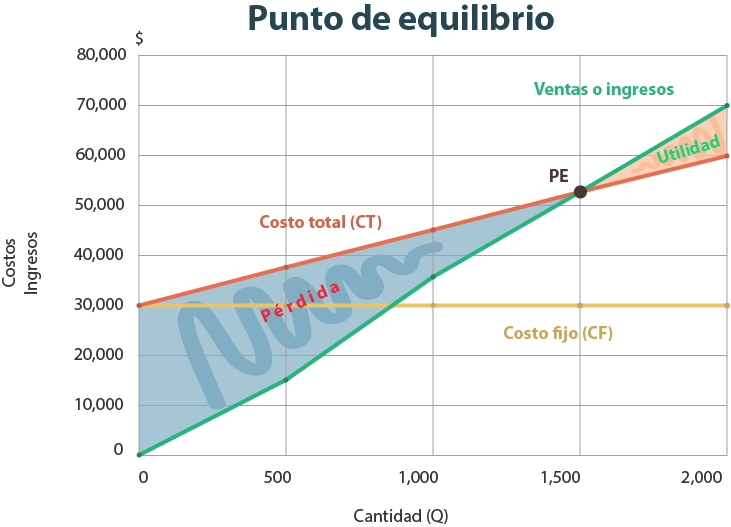 Punto de equilibrio
$
80,000
70,000
60,000
50,000
40,000
30,000
20,000
10,000
0
Costos
Ingresos
Ventas o ingresos
Utilidad
PE
Costo total (CT)
Pérdida
Costo fijo (CF)
0
500
1,000
1,500
2,000
Cantidad (Q)